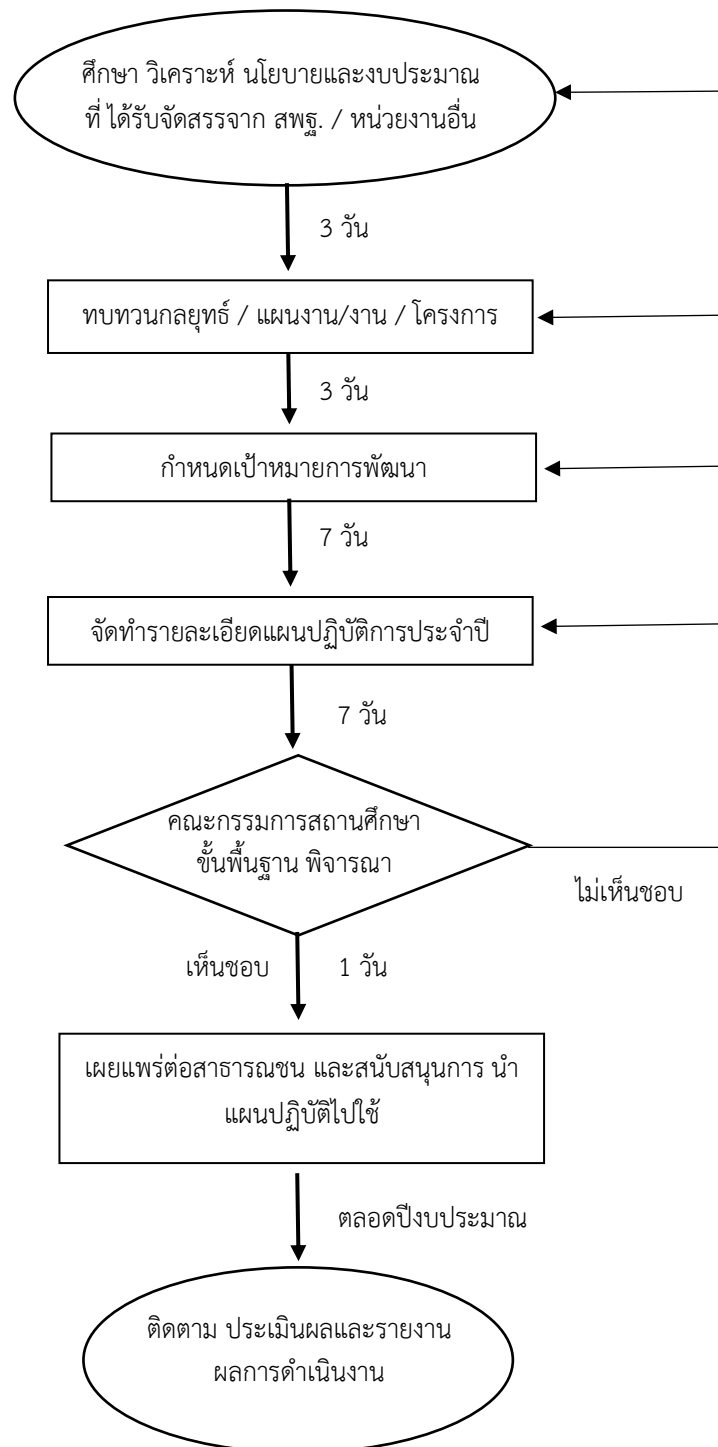 ศึกษา วิเคราะห์ นโยบายและงบประมาณ
ที่ ได้รับจัดสรรจาก สพฐ. / หน่วยงานอื่น
3 วัน
ทบทวนกลยุทธ์ / แผนงาน/งาน / โครงการ
3 วัน
กำหนดเป้าหมายการพัฒนา
7 วัน
จัดทำรายละเอียดแผนปฏิบัติการประจำปี
7 วัน
คณะกรรมการสถานศึกษา
ขั้นพื้นฐาน พิจารณา
ไม่เห็นชอบ
เห็นชอบ 1 วัน
เผยแพร่ต่อสาธารณชน และสนับสนุนการ นำ
แผนปฏิบัติไปใช้
ตลอดปีงบประมาณ
ติดตาม ประเมินผลและรายงาน
ผลการดำเนินงาน